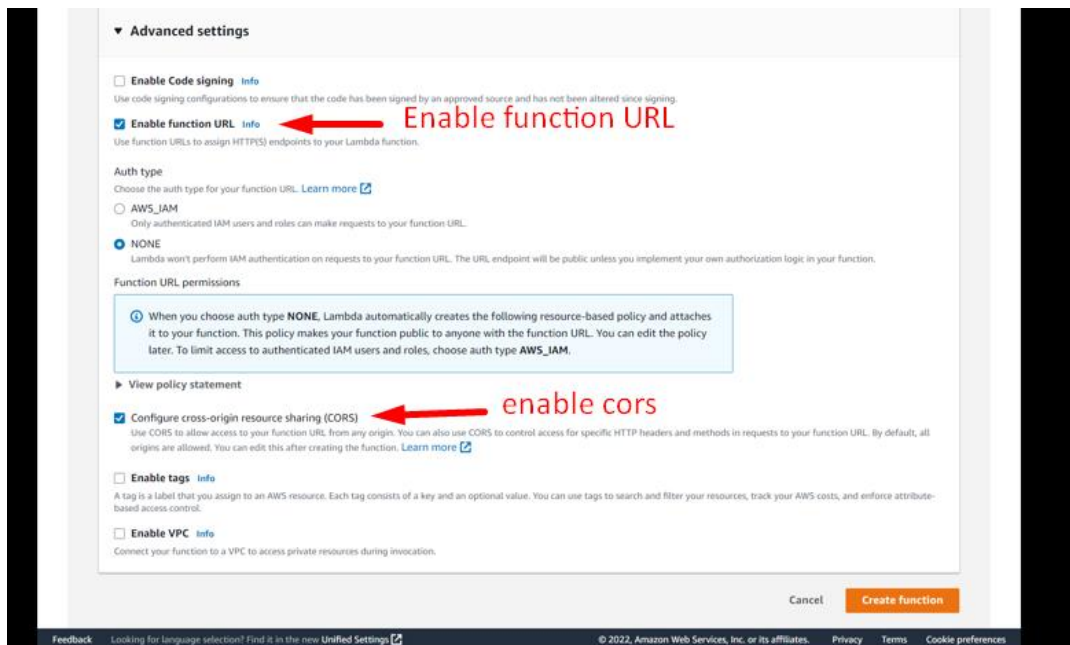 Advanced settings
Enable Code signing Info
Use code signing configurations to ensure that the code has been signed by an approved source and has not been altered since signing.
Enable function URL Info
Enable function URL
Use function URLs to assign HTTP(S) endpoints to your Lambda function.
Auth type
Choose the auth type for your function URL. Learn more
AWS_IAM
Only authenticated IAM users and roles can make requests to your function URL.
NONE
Lambda won't perform IAM authentication on requests to your function URL. The URL endpoint will be public unless you implement your own authorization logic in your function.
Function URL permissions
When you choose auth type NONE, Lambda automatically creates the following resource-based policy and attaches
it to your function. This policy makes your function public to anyone with the function URL. You can edit the policy
later. To limit access to authenticated IAM users and roles, choose auth type AWS_IAM.
View policy statement
Configure cross-origin resource sharing (CORS)
enable cors
Use CORS to allow access to your function URL from any origin. You can also use CORS to control access for specific HTTP headers and methods in requests to your function URL. By default, all
origins are allowed. You can edit this after creating the function. Learn more
Enable tags Info
A tag is a label that you assign to an AWS resource. Each tag consists of a key and an optional value. You can use tags to search and filter your resources, track your AWS costs, and enforce attribute-
based access control.
Enable VPC Info
Connect your function to a VPC to access private resources during invocation.
Cancel
Create function
Feedback Looking for language selection? Find it in the new Unified Settings © 2022, Amazon Web Services, Inc. or its affiliates. Privacy Terms Cookie preferences